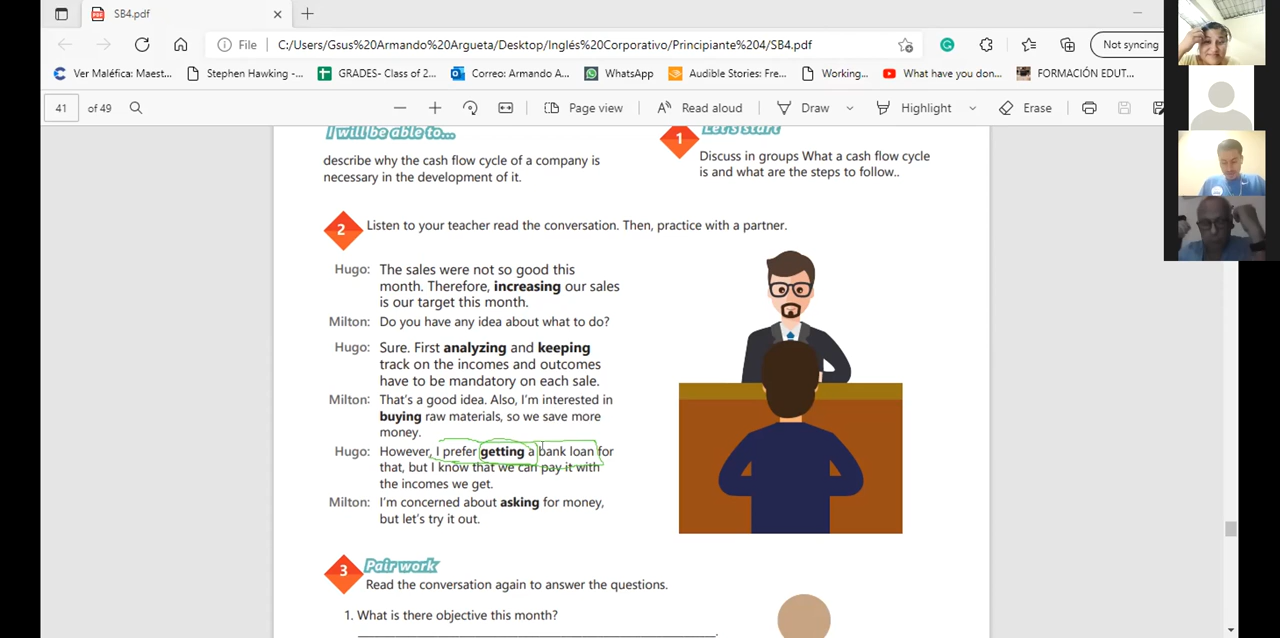 SB4.pdf
File C:/Users/Gsus%20Armando%20Argueta/Desktop/Inglés%20Corporativo/Principiante%204/SB4.pdf Not syncing
Ver Maléfica: Maest... Stephen Hawking -... GRADES- Class of 2... Correo: Armando A... WhatsApp Audible Stories: Fre... Working... What have you don... FORMACIÓN EDUT...
41 of 49 Page view Read aloud Draw Highlight Erase
I will be able to...
describe why the cash flow cycle of a company is
necessary in the development of it.
1 Let's start
Discuss in groups What a cash flow cycle
is and what are the steps to follow..
2 Listen to your teacher read the conversation. Then, practice with a partner.
Hugo: The sales were not so good this
month. Therefore, increasing our sales
is our target this month.
Milton: Do you have any idea about what to do?
Hugo: Sure. First analyzing and keeping
track on the incomes and outcomes
have to be mandatory on each sale.
Milton: That's a good idea. Also, I'm interested in
buying raw materials, so we save more
money.
Hugo: However, I prefer getting a bank loan for
that, but I know that we can pay it with
the incomes we get.
Milton: I'm concerned about asking for money,
but let's try it out.
3 Pair work
Read the conversation again to answer the questions.
1. What is there objective this month?